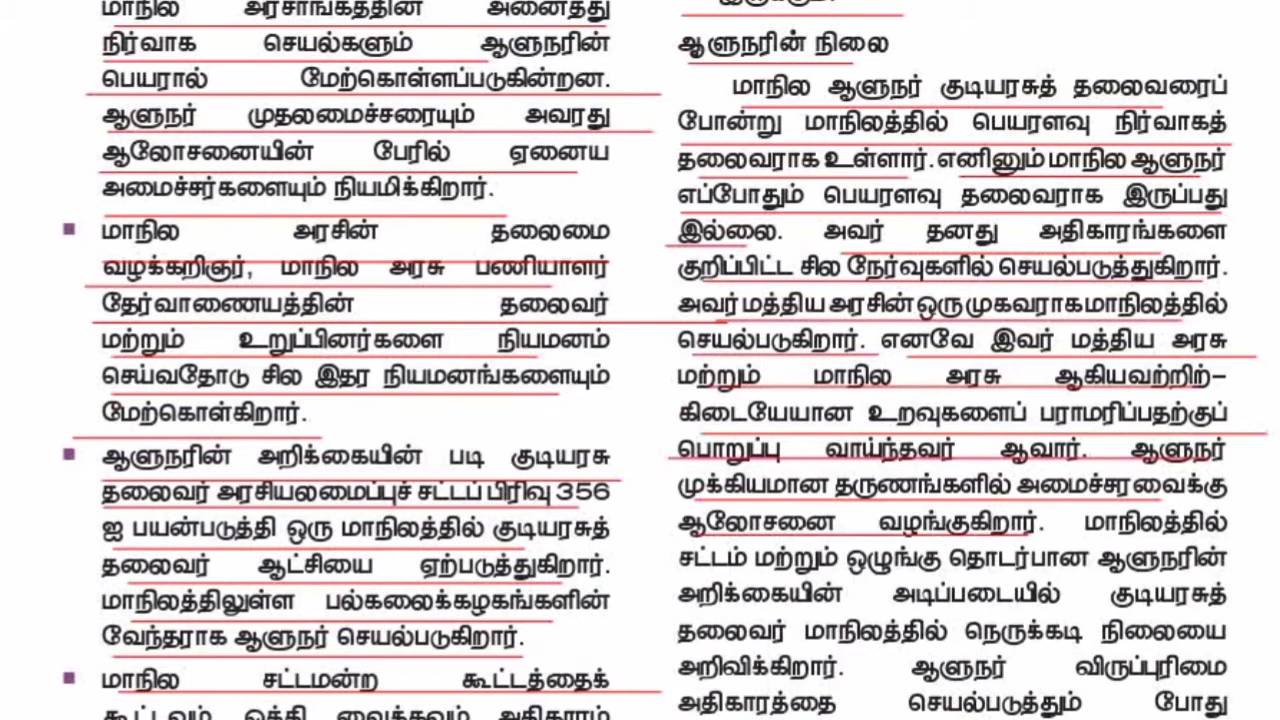 மாநில அரசாங்கத்தின் அனைத்து
நிர்வாக செயல்களும் ஆளுநரின்
பெயரால் மேற்கொள்ளப்படுகின்றன.
ஆளுநர் முதலமைச்சரையும் அவரது
ஆலோசனையின் பேரில் ஏனைய
அமைச்சர்களையும் நியமிக்கிறார்.
மாநில அரசின் தலைமை
வழக்கறிஞர், மாநில அரசு பணியாளர்
தேர்வாணையத்தின் தலைவர்
மற்றும் உறுப்பினர்களை நியமனம்
செய்வதோடு சில இதர நியமனங்களையும்
மேற்கொள்கிறார்.
ஆளுநரின் அறிக்கையின் படி குடியரசு
தலைவர் அரசியலமைப்புச் சட்டப் பிரிவு 356
ஐ பயன்படுத்தி ஒரு மாநிலத்தில் குடியரசுத்
தலைவர் ஆட்சியை ஏற்படுத்துகிறார்.
மாநிலத்திலுள்ள பல்கலைக்கழகங்களின்
வேந்தராக ஆளுநர் செயல்படுகிறார்.
மாநில சட்டமன்ற கூட்டத்தைக்
கூட்டவும் ஒத்தி வைக்கவும் அதிகாரம்
ஆளுநரின் நிலை
மாநில ஆளுநர் குடியரசுத் தலைவரைப்
போன்று மாநிலத்தில் பெயரளவு நிர்வாகத்
தலைவராக உள்ளார். எனினும் மாநில ஆளுநர்
எப்போதும் பெயரளவு தலைவராக இருப்பது
இல்லை. அவர் தனது அதிகாரங்களை
குறிப்பிட்ட சில நேர்வுகளில் செயல்படுத்துகிறார்.
அவர் மத்திய அரசின் ஒரு முகவராக மாநிலத்தில்
செயல்படுகிறார். எனவே இவர் மத்திய அரசு
மற்றும் மாநில அரசு ஆகியவற்றிற்–
கிடையேயான உறவுகளைப் பராமரிப்பதற்குப்
பொறுப்பு வாய்ந்தவர் ஆவார். ஆளுநர்
முக்கியமான தருணங்களில் அமைச்சரவைக்கு
ஆலோசனை வழங்குகிறார். மாநிலத்தில்
சட்டம் மற்றும் ஒழுங்கு தொடர்பான ஆளுநரின்
அறிக்கையின் அடிப்படையில் குடியரசுத்
தலைவர் மாநிலத்தில் நெருக்கடி நிலையை
அறிவிக்கிறார். ஆளுநர் விருப்புரிமை
அதிகாரத்தை செயல்படுத்தும் போது